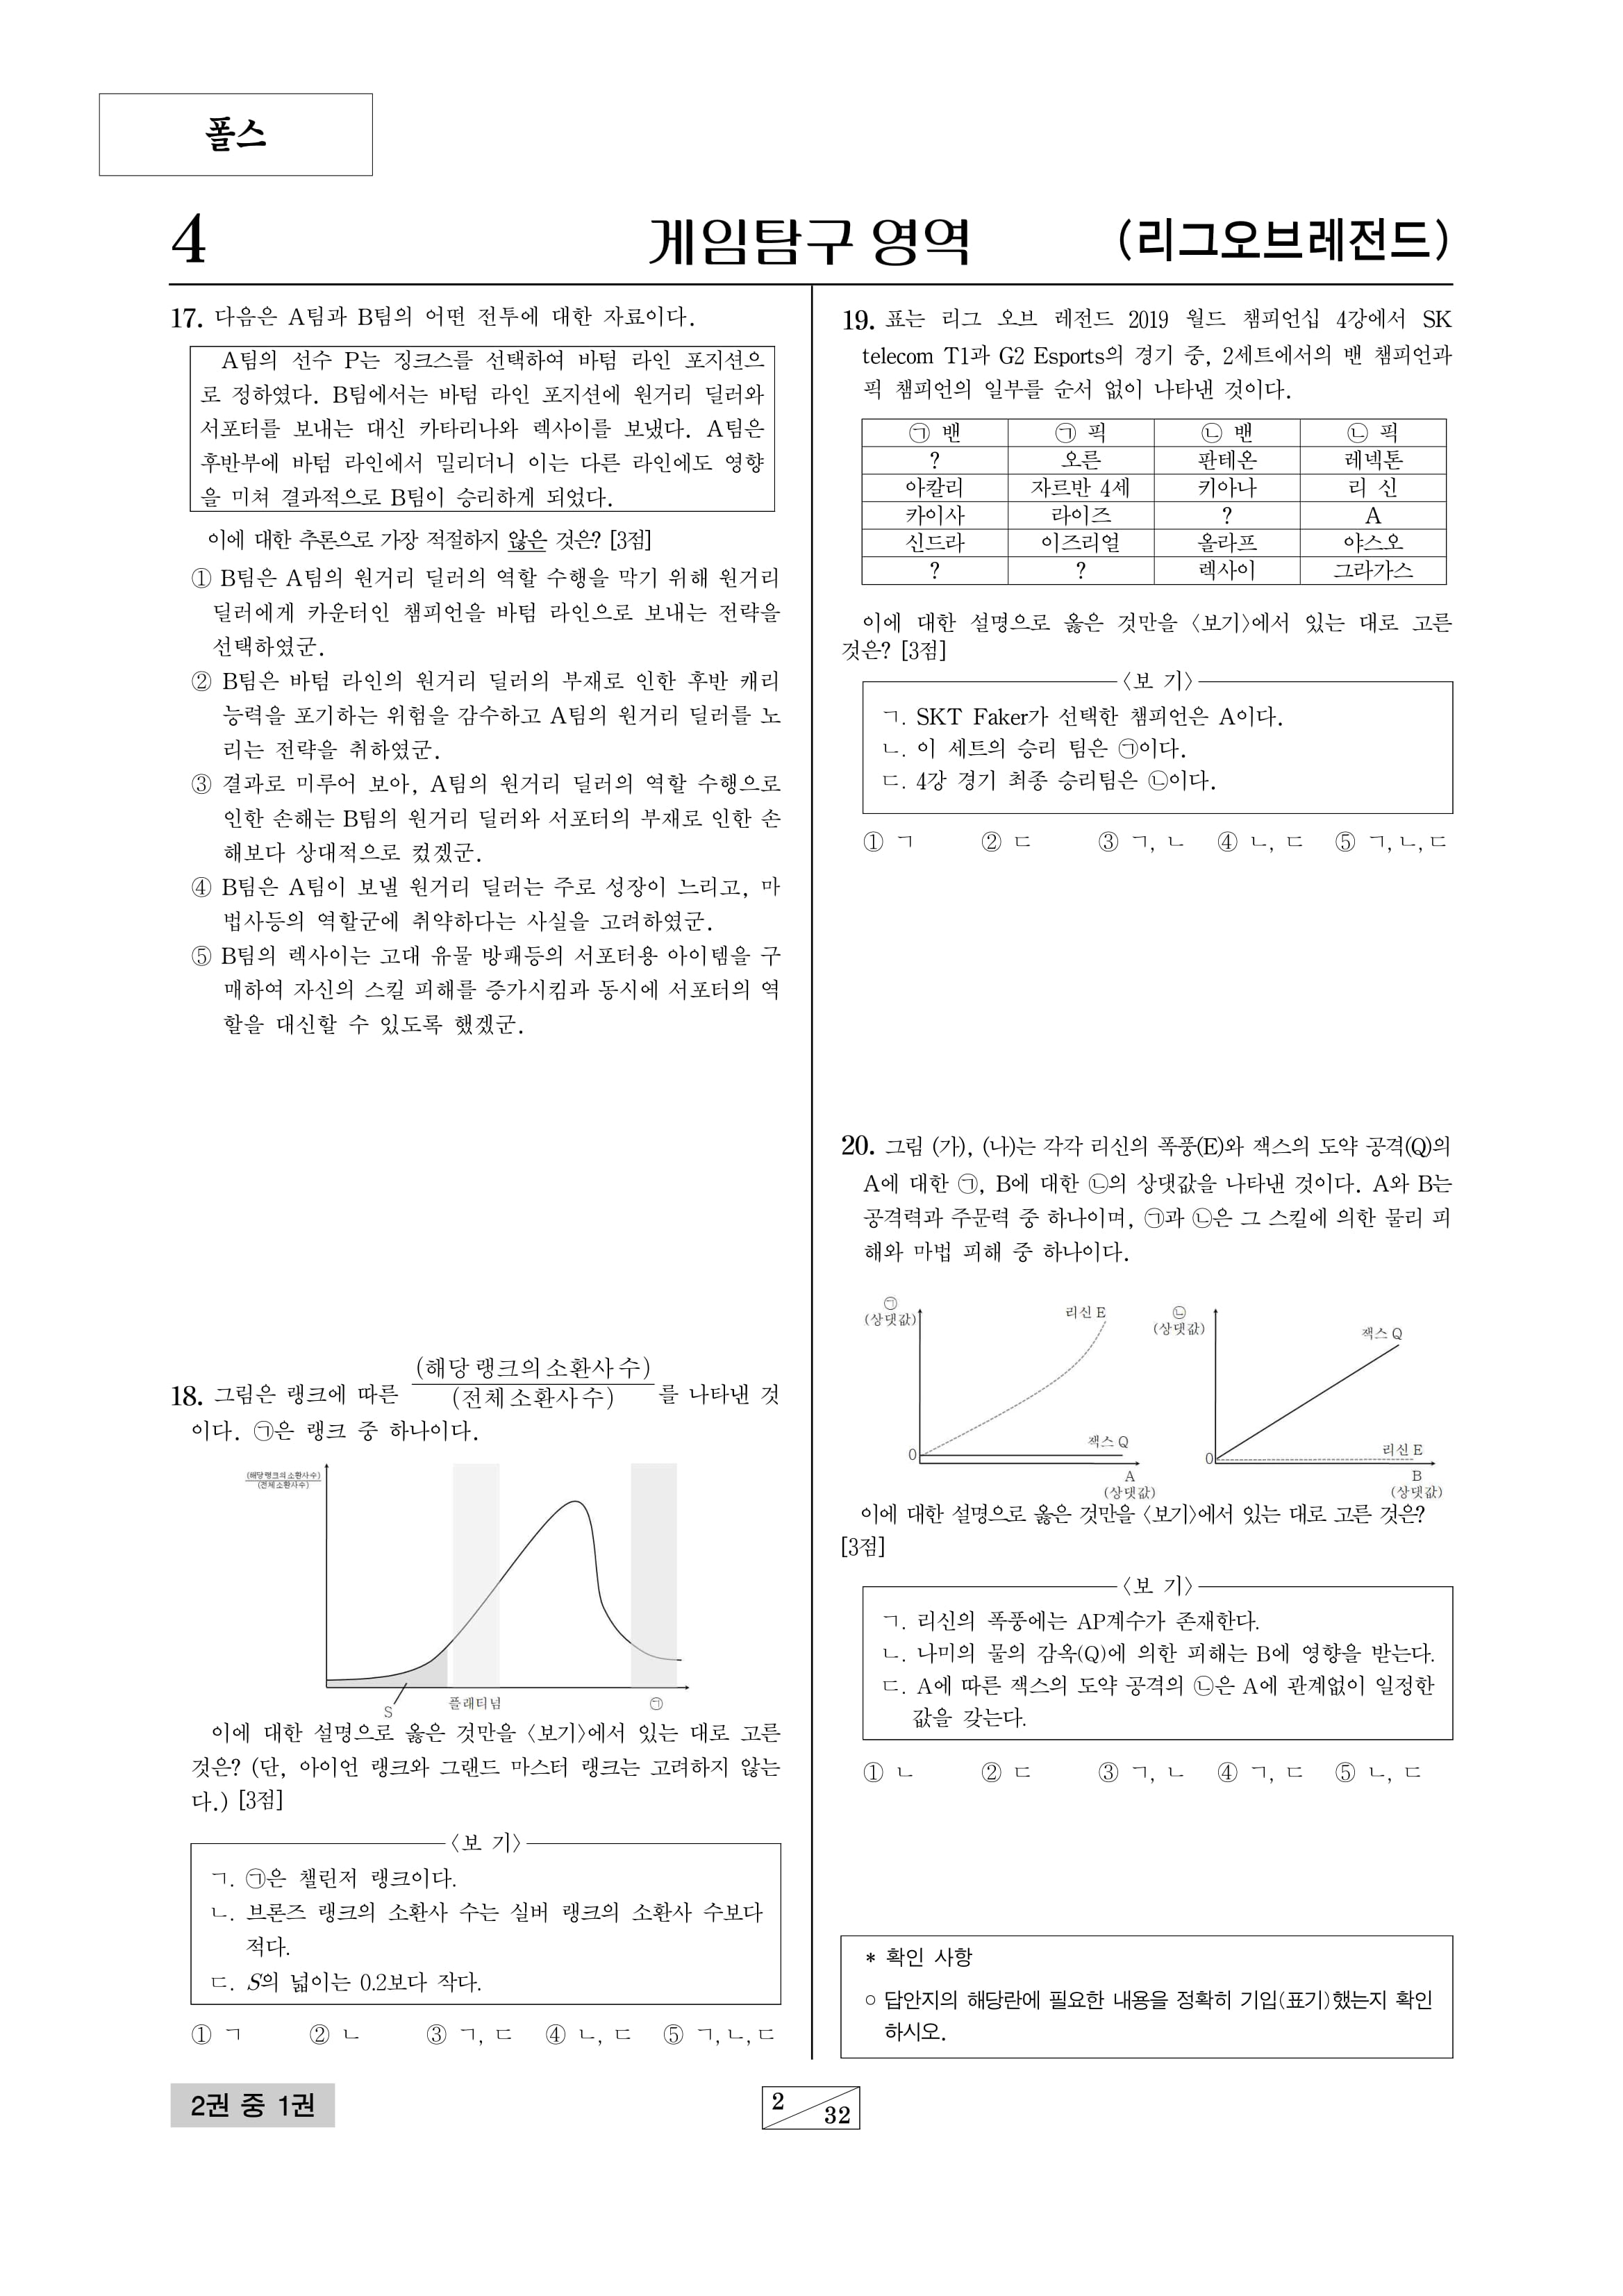 폴스
4
게임탐구 영역
(리그오브레전드)
17. 다음은 A팀과 B팀의 어떤 전투에 대한 자료이다.
A팀의 선수 P는 징크스를 선택하여 바텀 라인 포지션으
로 정하였다. B팀에서는 바텀 라인 포지션에 원거리 딜러와
서포터를 보내는 대신 카타리나와 렉사이를 보냈다. A팀은
후반부에 바텀 라인에서 밀리더니 이는 다른 라인에도 영향
을 미쳐 결과적으로 B팀이 승리하게 되었다.
이에 대한 추론으로 가장 적절하지 않은 것은? [3점]
① B팀은 A팀의 원거리 딜러의 역할 수행을 막기 위해 원거리
딜러에게 카운터인 챔피언을 바텀 라인으로 보내는 전략을
선택하였군.
② B팀은 바텀 라인의 원거리 딜러의 부재로 인한 후반 캐리
능력을 포기하는 위험을 감수하고 A팀의 원거리 딜러를 노
리는 전략을 취하였군.
③ 결과로 미루어 보아, A팀의 원거리 딜러의 역할 수행으로
인한 손해는 B팀의 원거리 딜러와 서포터의 부재로 인한 손
해보다 상대적으로 컸겠군.
④ B팀은 A팀이 보낼 원거리 딜러는 주로 성장이 느리고, 마
법사등의 역할군에 취약하다는 사실을 고려하였군.
⑤ B팀의 렉사이는 고대 유물 방패등의 서포터용 아이템을 구
매하여 자신의 스킬 피해를 증가시킴과 동시에 서포터의 역
할을 대신할 수 있도록 했겠군.
18. 그림은 랭크에 따른 (해당 랭크의 소환사 수) / (전체 소환사 수) 를 나타낸 것
이다. ㉠은 랭크 중 하나이다.
(해당 랭크의 소환사 수)
(전체 소환사 수)
S
플래티넘
㉠
이에 대한 설명으로 옳은 것만을 〈보기〉에서 있는 대로 고른
것은? (단, 아이언 랭크와 그랜드 마스터 랭크는 고려하지 않는
다.) [3점]
〈보 기〉
ㄱ. ㉠은 챌린저 랭크이다.
ㄴ. 브론즈 랭크의 소환사 수는 실버 랭크의 소환사 수보다
적다.
ㄷ. S의 넓이는 0.2보다 작다.
① ㄱ ② ㄴ ③ ㄱ, ㄷ ④ ㄴ, ㄷ ⑤ ㄱ, ㄴ, ㄷ
19. 표는 리그 오브 레전드 2019 월드 챔피언십 4강에서 SK
telecom T1과 G2 Esports의 경기 중, 2세트에서의 밴 챔피언과
픽 챔피언의 일부를 순서 없이 나타낸 것이다.
㉠ 밴 ㉠ 픽 ㉡ 밴 ㉡ 픽
? 오른 판테온 레넥톤
아칼리 자르반 4세 키아나 리 신
카이사 라이즈 ? A
신드라 이즈리얼 올라프 야스오
? ? 렉사이 그라가스
이에 대한 설명으로 옳은 것만을 〈보기〉에서 있는 대로 고른
것은? [3점]
〈보 기〉
ㄱ. SKT Faker가 선택한 챔피언은 A이다.
ㄴ. 이 세트의 승리 팀은 ㉠이다.
ㄷ. 4강 경기 최종 승리팀은 ㉡이다.
① ㄱ ② ㄷ ③ ㄱ, ㄴ ④ ㄴ, ㄷ ⑤ ㄱ, ㄴ, ㄷ
20. 그림 (가), (나)는 각각 리신의 폭풍(E)와 잭스의 도약 공격(Q)의
A에 대한 ㉠, B에 대한 ㉡의 상댓값을 나타낸 것이다. A와 B는
공격력과 주문력 중 하나이며, ㉠과 ㉡은 그 스킬에 의한 물리 피
해와 마법 피해 중 하나이다.
㉠
(상댓값)
리신 E
잭스 Q
0
A
(상댓값)
㉡
(상댓값)
잭스 Q
리신 E
0
B
(상댓값)
이에 대한 설명으로 옳은 것만을 〈보기〉에서 있는 대로 고른 것은?
[3점]
〈보 기〉
ㄱ. 리신의 폭풍에는 AP계수가 존재한다.
ㄴ. 나미의 물의 감옥(Q)에 의한 피해는 B에 영향을 받는다.
ㄷ. A에 따른 잭스의 도약 공격의 ㉡은 A에 관계없이 일정한
값을 갖는다.
① ㄴ ② ㄷ ③ ㄱ, ㄴ ④ ㄱ, ㄷ ⑤ ㄴ, ㄷ
* 확인 사항
○ 답안지의 해당란에 필요한 내용을 정확히 기입(표기)했는지 확인
하시오.
2권 중 1권
2
32